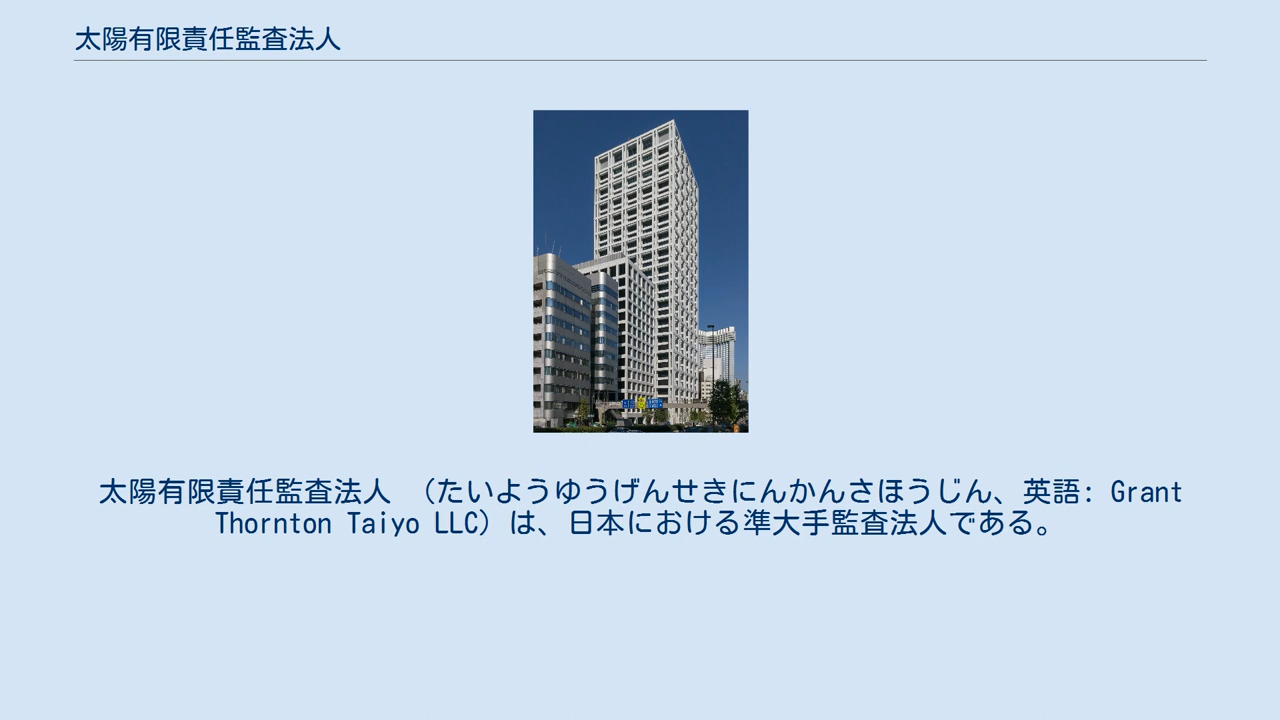 太陽有限責任監査法人
太陽有限責任監査法人 （たいようゆうげんせきにんかんさほうじん、英語: Grant
Thornton Taiyo LLC）は、日本における準大手監査法人である。